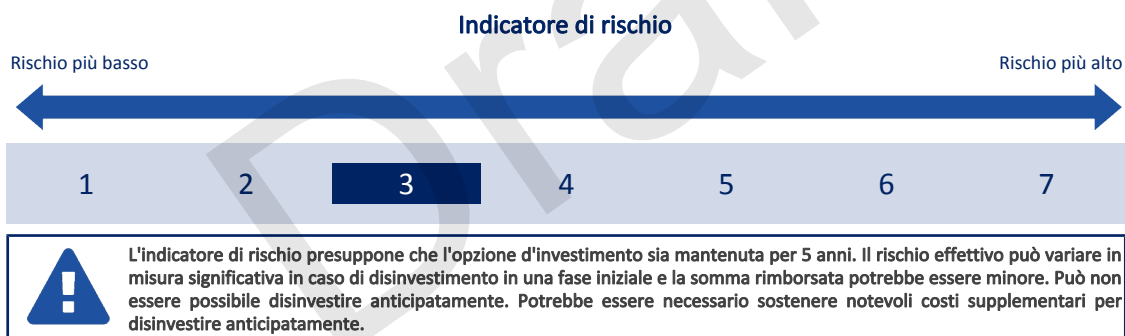 Indicatore di rischio
Rischio più basso
Rischio più alto
1 2 3 4 5 6 7
L'indicatore di rischio presuppone che l'opzione d'investimento sia mantenuta per 5 anni. Il rischio effettivo può variare in
misura significativa in caso di disinvestimento in una fase iniziale e la somma rimborsata potrebbe essere minore. Può non
essere possibile disinvestire anticipatamente. Potrebbe essere necessario sostenere notevoli costi supplementari per
disinvestire anticipatamente.